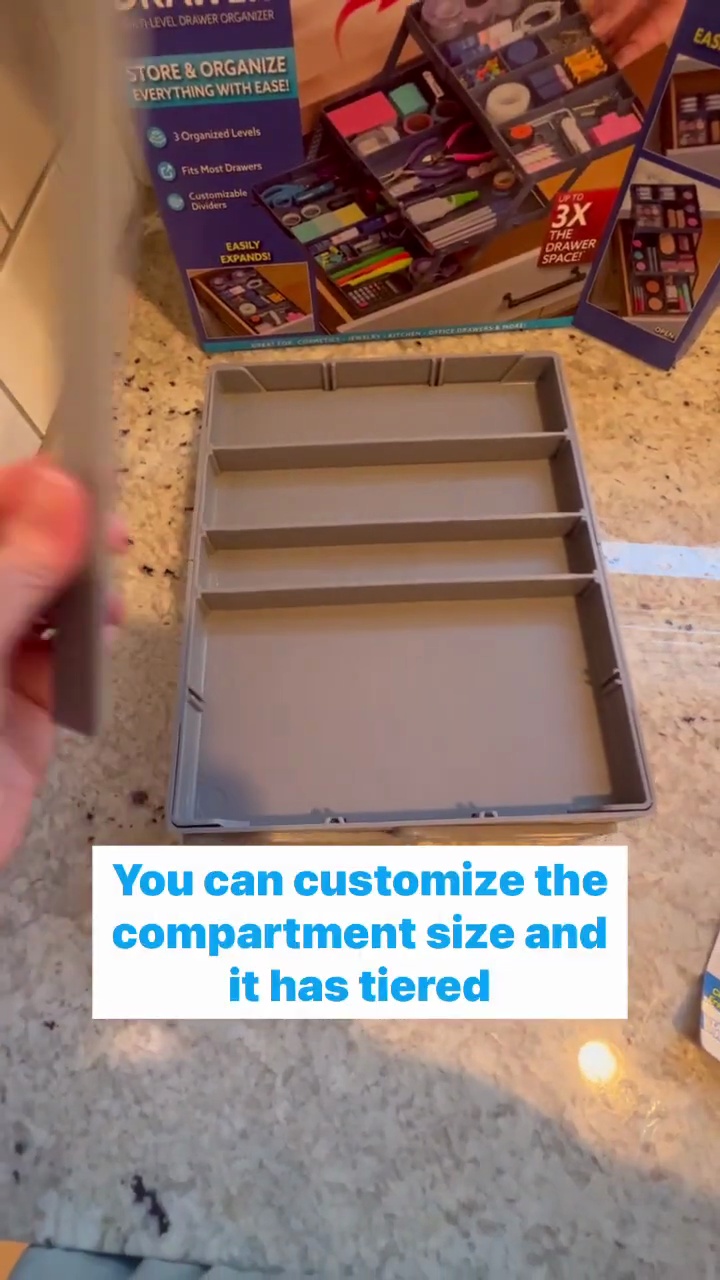 DRAWER
LEVEL DRAWER ORGANIZER
STORE & ORGANIZE
EVERYTHING WITH EASE!
3 Organized Levels
Fits Most Drawers
Customizable
Dividers
EASILY
EXPANDS!
UP TO
3X
THE
DRAWER
SPACE!
GREAT FOR: COSMETICS - JEWELRY - KITCHEN - OFFICE DRAWERS & MORE!
EAS
OPEN
You can customize the
compartment size and
it has tiered